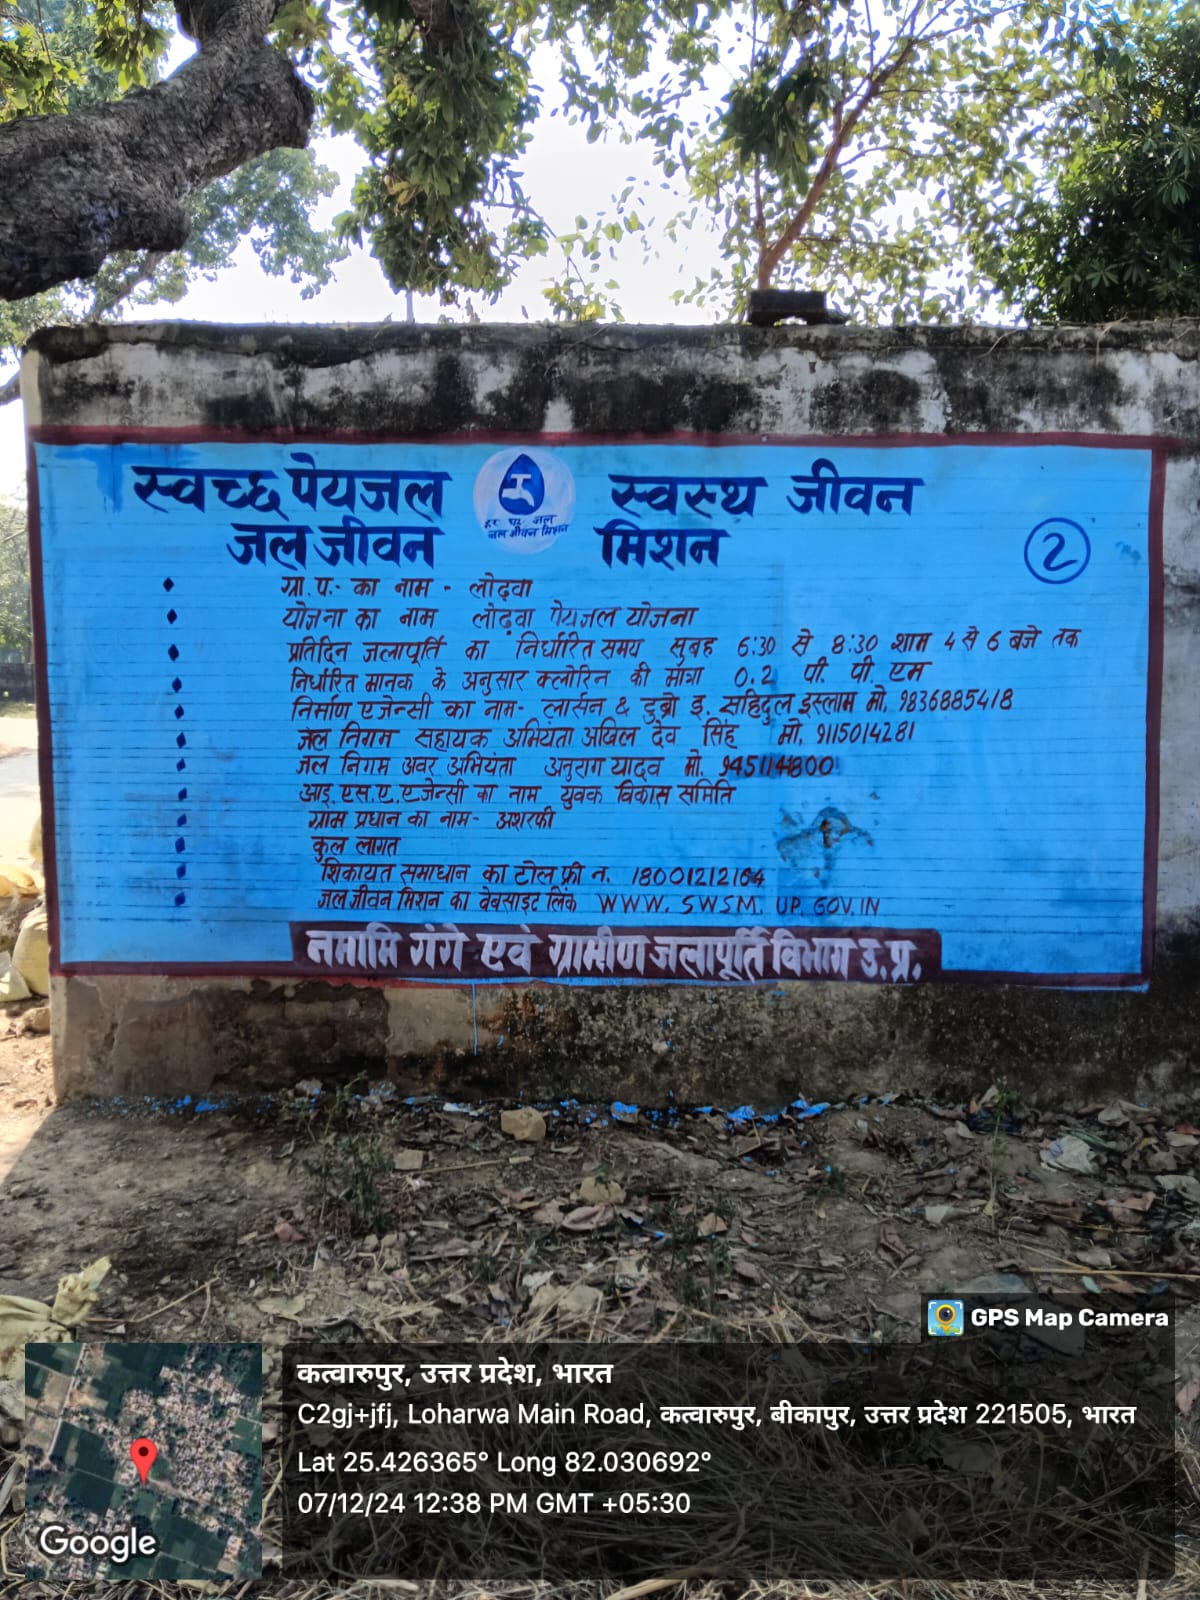 स्वच्छ पेयजल स्वस्थ जीवन
हर घर जल
जल जीवन मिशन
जल जीवन मिशन
2
ग्रा.प.- का नाम - लोढ़वा
योजना का नाम लोढ़वा पेयजल योजना
प्रतिदिन जलापूर्ति का निर्धारित समय सुबह 6:30 से 8:30 शाम 4 से 6 बजे तक
निर्धारित मानक के अनुसार क्लोरिन की मात्रा 0.2 पी. पी. एम
निर्माण एजेन्सी का नाम- लार्सन & टुब्रो इ. सहिदुल इस्लाम मो. 9836885418
जल निगम सहायक अभियंता अखिल देव सिंह मो. 9115014281
जल निगम अवर अभियंता अनुराग यादव मो.
आई.एस.ए.एजेन्सी का नाम युवक विकास समिति
ग्राम प्रधान का नाम- अशरफी
कुल लागत
शिकायत समाधान का टोल फ्री न. 18001212164
जल जीवन मिशन का वेबसाइट लिंक WWW. SWSM. UP. GOV. IN
नमामि गंगे एवं ग्रामीण जलापूर्ति विभाग उ.प्र.
GPS Map Camera
कत्वारुपुर, उत्तर प्रदेश, भारत
C2gj+jfj, Loharwa Main Road, कत्वारुपुर, बीकापुर, उत्तर प्रदेश 221505, भारत
Lat 25.426365° Long 82.030692°
07/12/24 12:38 PM GMT +05:30
Google